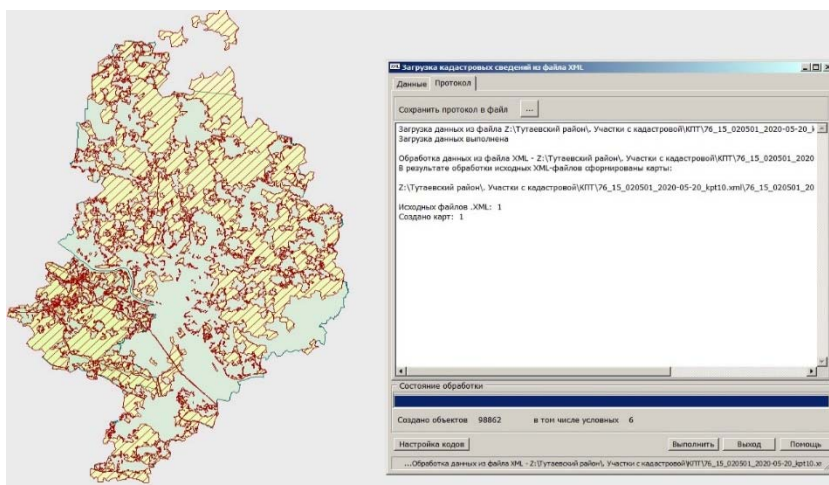 XML Загрузка кадастровых сведений из файла XML
Данные Протокол
Сохранить протокол в файл ...
Загрузка данных из файла Z:\Тутаевский район\, Участки с кадастровой\КПТ\76_15_020501_2020-05-20_k
Загрузка данных выполнена
Обработка данных из файла XML - Z:\Тутаевский район\, Участки с кадастровой\КПТ\76_15_020501_2020
В результате обработки исходных XML-файлов сформированы карты:
Z:\Тутаевский район\, Участки с кадастровой\КПТ\76_15_020501_2020-05-20_kpt10.xml\76_15_020501_20
Исходных файлов .XML: 1
Создано карт: 1
Состояние обработки
Создано объектов 98862 в том числе условных 6
Настройка кодов Выполнить Выход Помощь
...Обработка данных из файла XML - Z:\Тутаевский район\, Участки с кадастровой\КПТ\76_15_020501_2020-05-20_kpt10.xm